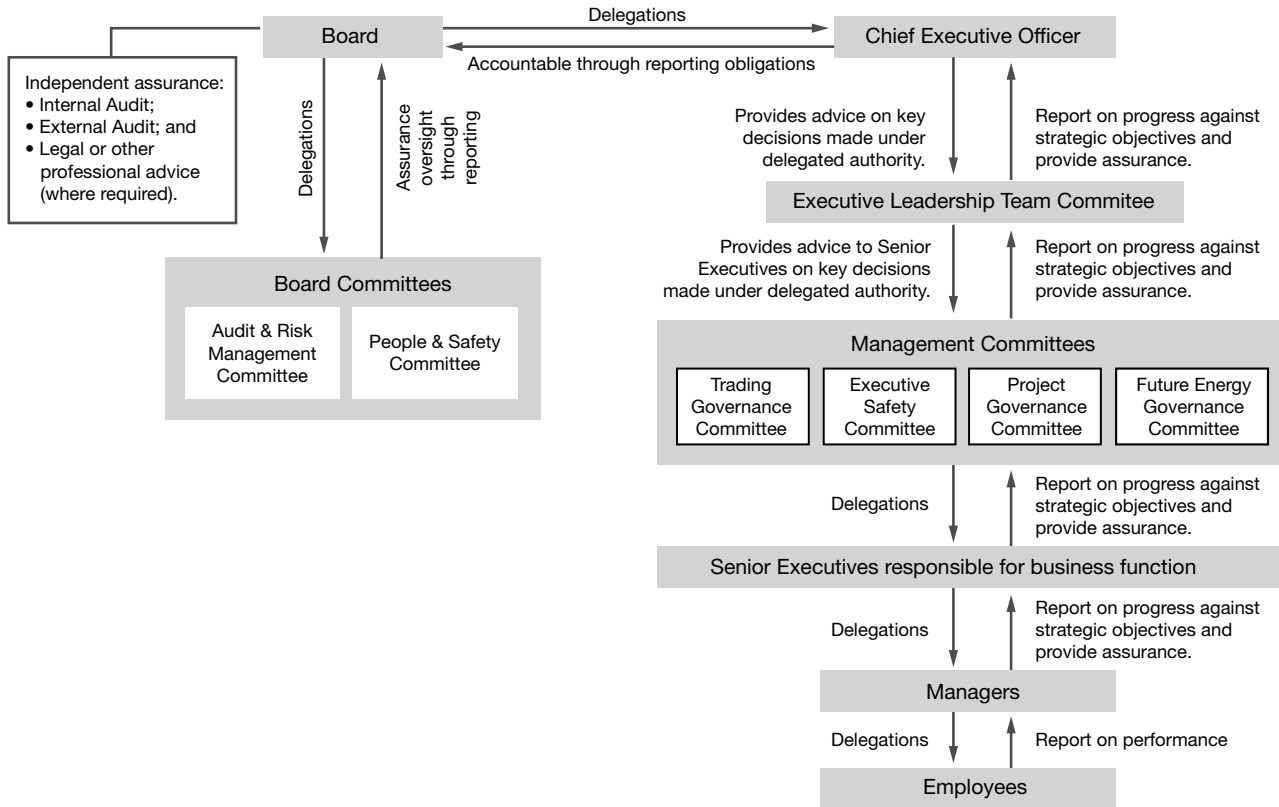 Delegations
Board
Chief Executive Officer
Accountable through reporting obligations
Independent assurance:
• Internal Audit;
• External Audit; and
• Legal or other
professional advice
(where required).
Delegations
Assurance
oversight
through
reporting
Provides advice on key
decisions made under
delegated authority.
Report on progress against
strategic objectives and
provide assurance.
Executive Leadership Team Commitee
Provides advice to Senior
Executives on key decisions
made under delegated authority.
Report on progress against
strategic objectives and
provide assurance.
Board Committees
Audit & Risk
Management
Committee
People & Safety
Committee
Management Committees
Trading
Governance
Committee
Executive
Safety
Committee
Project
Governance
Committee
Future Energy
Governance
Committee
Delegations
Report on progress against
strategic objectives and
provide assurance.
Senior Executives responsible for business function
Delegations
Report on progress against
strategic objectives and
provide assurance.
Managers
Delegations
Report on performance
Employees